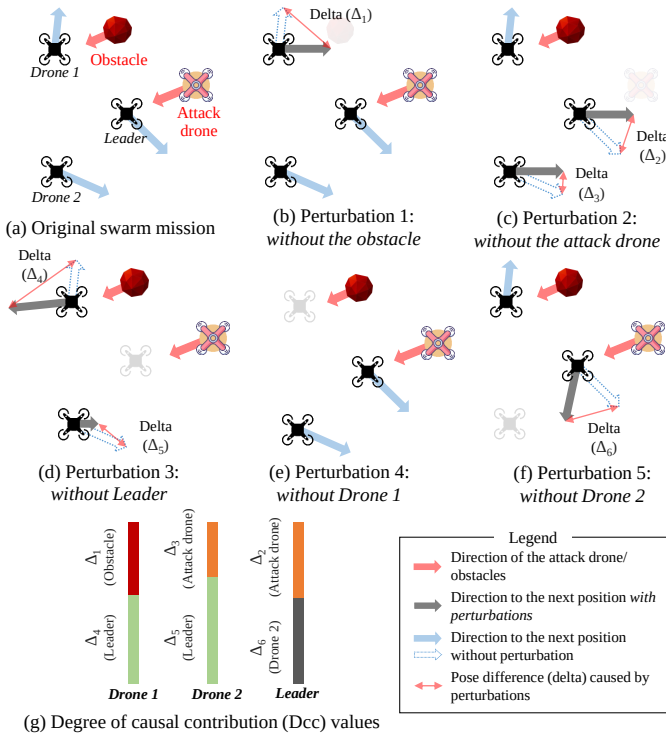 Drone 1
Obstacle
Leader
Attack
drone
Drone 2
(a) Original swarm mission
Delta (Δ1)
(b) Perturbation 1:
without the obstacle
Delta
(Δ2)
Delta
(Δ3)
(c) Perturbation 2:
without the attack drone
Delta
(Δ4)
Delta
(Δ5)
(d) Perturbation 3:
without Leader
(e) Perturbation 4:
without Drone 1
Delta
(Δ6)
(f) Perturbation 5:
without Drone 2
Δ1
(Obstacle)
Δ4
(Leader)
Drone 1
Δ3
(Attack drone)
Δ5
(Leader)
Drone 2
Δ2
(Attack drone)
Δ6
(Drone 2)
Leader
(g) Degree of causal contribution (Dcc) values
Legend
Direction of the attack drone/
obstacles
Direction to the next position with
perturbations
Direction to the next position
without perturbation
Pose difference (delta) caused by
perturbations